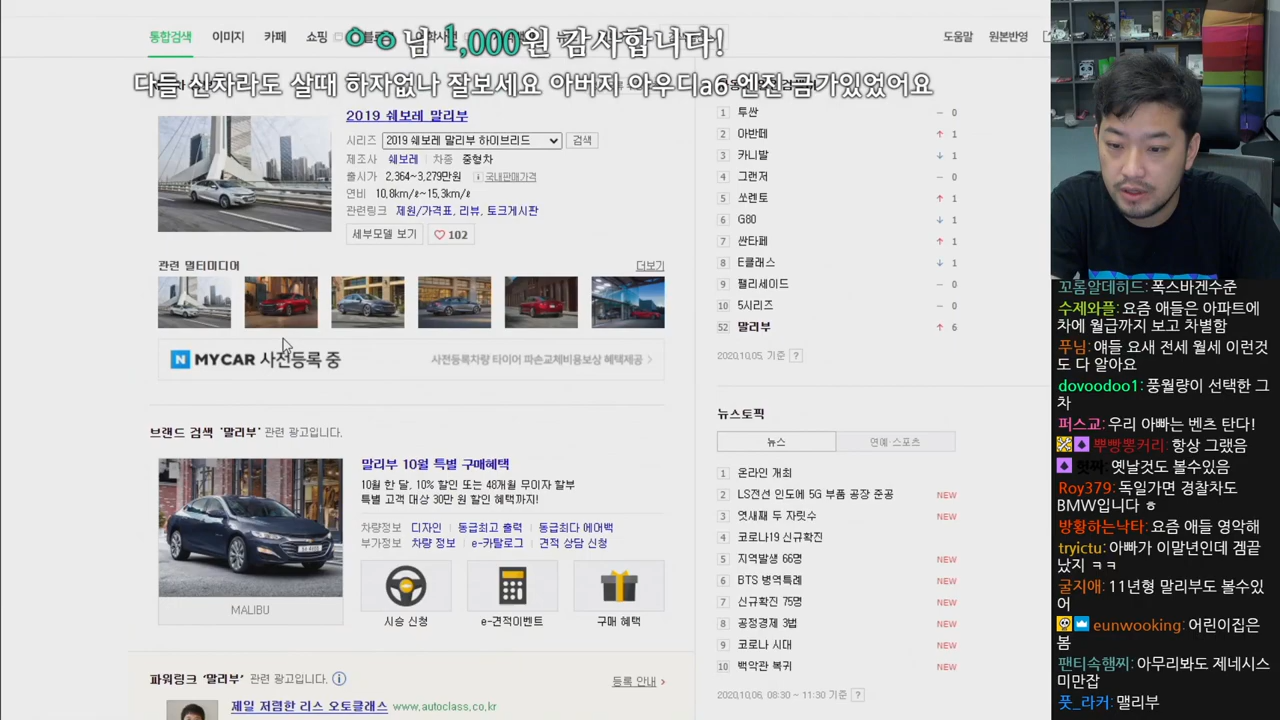 통합검색 이미지 카페 쇼핑
도움말 원본반영
ㅇㅇ 님 1,000원 감사합니다!
다들 신차라도 살때 하자없나 잘보세요 아버지 아우디a6 엔진 금가있었어요
2019 쉐보레 말리부
시리즈 2019 쉐보레 말리부 하이브리드 검색
제조사 쉐보레 차종 중형차
출시가 2,364~3,279만원 국내판매가격
연비 10.8km/ℓ~15.3km/ℓ
관련링크 제원/가격표, 리뷰, 토크게시판
세부모델 보기 ♡ 102
관련 멀티미디어 더보기
N MYCAR 사전등록 중 사전등록차량 타이어 파손교체비용보상 혜택제공 >
브랜드 검색 '말리부' 관련 광고입니다.
말리부 10월 특별 구매혜택
10월 한 달, 10% 할인 또는 48개월 무이자 할부
특별 고객 대상 30만 원 할인 혜택까지!
차량정보 디자인 동급최고 출력 동급최다 에어백
부가정보 차량 정보 e-카탈로그 견적 상담 신청
MALIBU
시승 신청 e-견적이벤트 구매 혜택
파워링크 '말리부' 관련 광고입니다. 등록 안내 >
제일 저렴한 리스 오토클래스 www.autoclass.co.kr
1 투싼 – 0
2 아반떼 ↑ 1
3 카니발 ↓ 1
4 그랜저 – 0
5 쏘렌토 ↑ 1
6 G80 ↓ 1
7 싼타페 ↑ 1
8 E클래스 ↓ 1
9 팰리세이드 – 0
10 5시리즈 – 0
52 말리부 ↑ 6
2020.10.05. 기준 ?
뉴스토픽
뉴스 연예·스포츠
1 온라인 개최
2 LS전선 인도에 5G 부품 공장 준공 NEW
3 엿새째 두 자릿수 NEW
4 코로나19 신규확진
5 지역발생 66명 NEW
6 BTS 병역특례 NEW
7 신규확진 75명 NEW
8 공정경제 3법 NEW
9 코로나 시대 NEW
10 백악관 복귀 NEW
2020.10.06. 08:30 ~ 11:30 기준 ?
꼬롬알데히드: 폭스바겐수준
수제와플: 요즘 애들은 아파트에
차에 월급까지 보고 차별함
푸님: 얘들 요새 전세 월세 이런것
도 다 알아요
dovoodoo1: 풍월량이 선택한 그
차
퍼스교: 우리 아빠는 벤츠 탄다!
뿌빵뽕커리: 항상 그랬음
헛짜: 옛날것도 볼수있음
Roy379: 독일가면 경찰차도
BMW입니다 ㅎ
방황하는낙타: 요즘 애들 영악해
tryictu: 아빠가 이말년인데 겜끝
났지 ㅋㅋ
굴지애: 11년형 말리부도 볼수있
어
eunwooking: 어린이집은
봄
팬티속햄찌: 아무리봐도 제네시스
미만잡
풋_라커: 맬리부